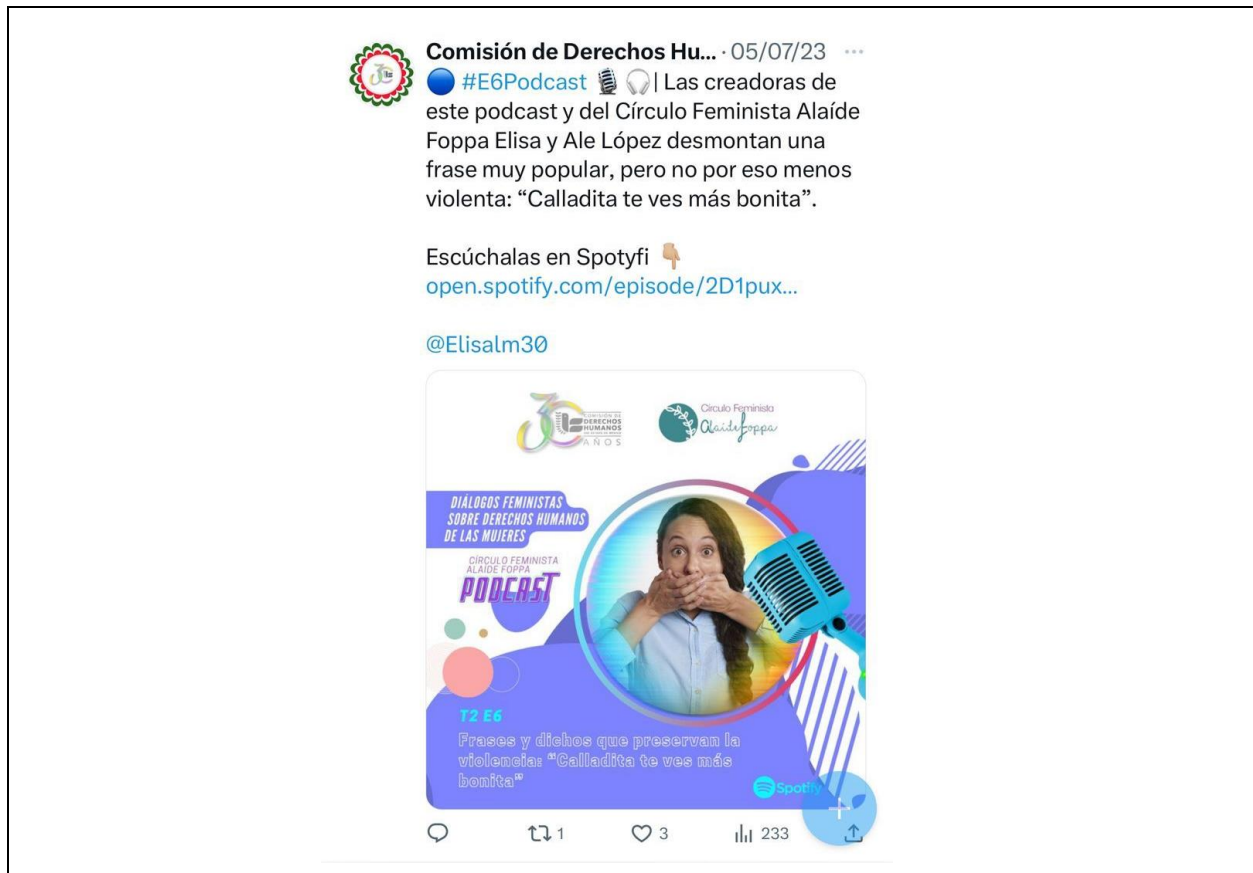 Comisión de Derechos Hu... · 05/07/23 ...
#E6Podcast | Las creadoras de
este podcast y del Círculo Feminista Alaíde
Foppa Elisa y Ale López desmontan una
frase muy popular, pero no por eso menos
violenta: “Calladita te ves más bonita”.
Escúchalas en Spotyfi
open.spotify.com/episode/2D1pux...
@Elisalm30
30
COMISIÓN DE
DERECHOS
HUMANOS
AÑOS
Círculo Feminista
Alaíde Foppa
DIÁLOGOS FEMINISTAS
SOBRE DERECHOS HUMANOS
DE LAS MUJERES
CÍRCULO FEMINISTA
ALAIDE FOPPA
PODCAST
T2 E6
Frases y dichos que preservan la
violencia: “Calladita te ves más
bonita”
Spotify
1 3 233